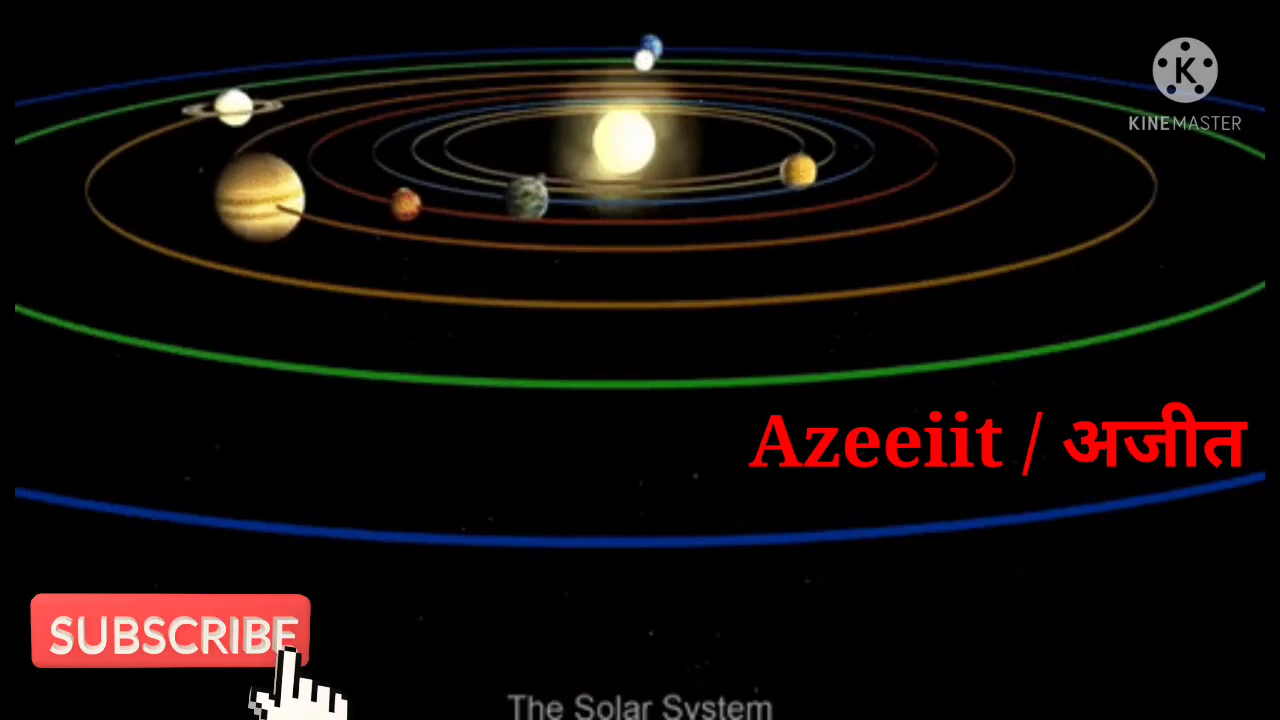 K
KINEMASTER
Azeeiit / अजीत
SUBSCRIBE
The Solar System